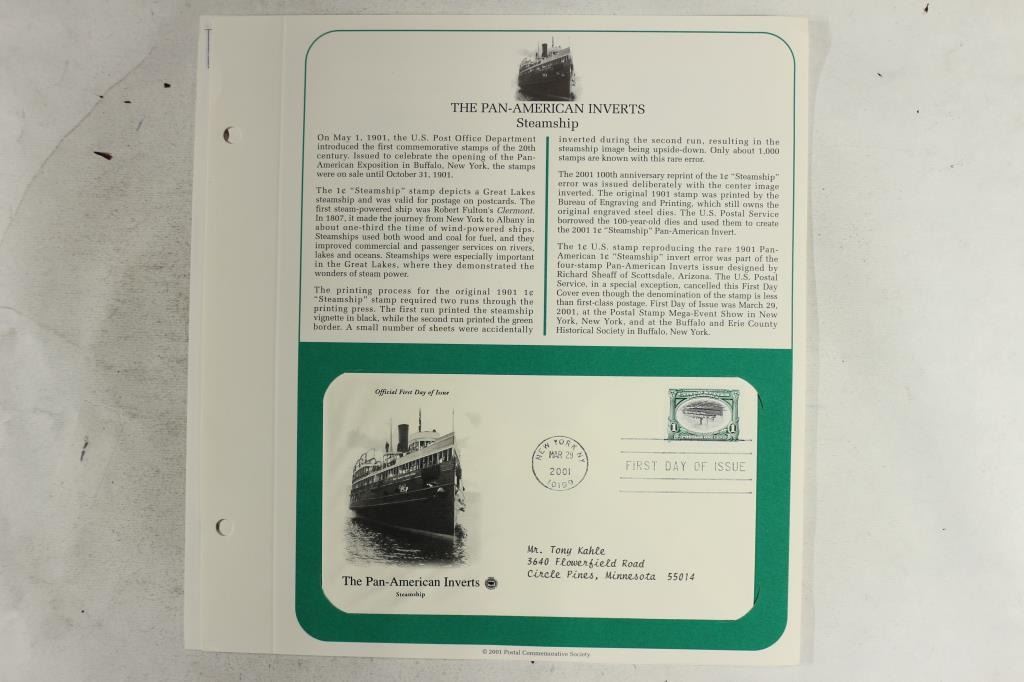 THE PAN-AMERICAN INVERTS
Steamship
On May 1, 1901, the U.S. Post Office Department
introduced the first commemorative stamps of the 20th
century. Issued to celebrate the opening of the Pan-
American Exposition in Buffalo, New York, the stamps
were on sale until October 31, 1901.
The 1¢ “Steamship” stamp depicts a Great Lakes
steamship and was valid for postage on postcards. The
first steam-powered ship was Robert Fulton's Clermont.
In 1807, it made the journey from New York to Albany in
about one-third the time of wind-powered ships.
Steamships used both wood and coal for fuel, and they
improved commercial and passenger services on rivers,
lakes and oceans. Steamships were especially important
in the Great Lakes, where they demonstrated the
wonders of steam power.
The printing process for the original 1901 1¢
“Steamship” stamp required two runs through the
printing press. The first run printed the steamship
vignette in black, while the second run printed the green
border. A small number of sheets were accidentally
inverted during the second run, resulting in the
steamship image being upside-down. Only about 1,000
stamps are known with this rare error.
The 2001 100th anniversary reprint of the 1¢ “Steamship”
error was issued deliberately with the center image
inverted. The original 1901 stamp was printed by the
Bureau of Engraving and Printing, which still owns the
original engraved steel dies. The U.S. Postal Service
borrowed the 100-year-old dies and used them to create
the 2001 1¢ “Steamship” Pan-American Invert.
The 1¢ U.S. stamp reproducing the rare 1901 Pan-
American 1¢ “Steamship” invert error was part of the
four-stamp Pan-American Inverts issue designed by
Richard Sheaff of Scottsdale, Arizona. The U.S. Postal
Service, in a special exception, cancelled this First Day
Cover even though the denomination of the stamp is less
than first-class postage. First Day of Issue was March 29,
2001, at the Postal Stamp Mega-Event Show in New
York, New York, and at the Buffalo and Erie County
Historical Society in Buffalo, New York.
Official First Day of Issue
1 1
NEW YORK NY
MAR 29
2001
10199
FIRST DAY OF ISSUE
Mr. Tony Kahle
3640 Flowerfield Road
Circle Pines, Minnesota 55014
The Pan-American Inverts
Steamship
© 2001 Postal Commemorative Society